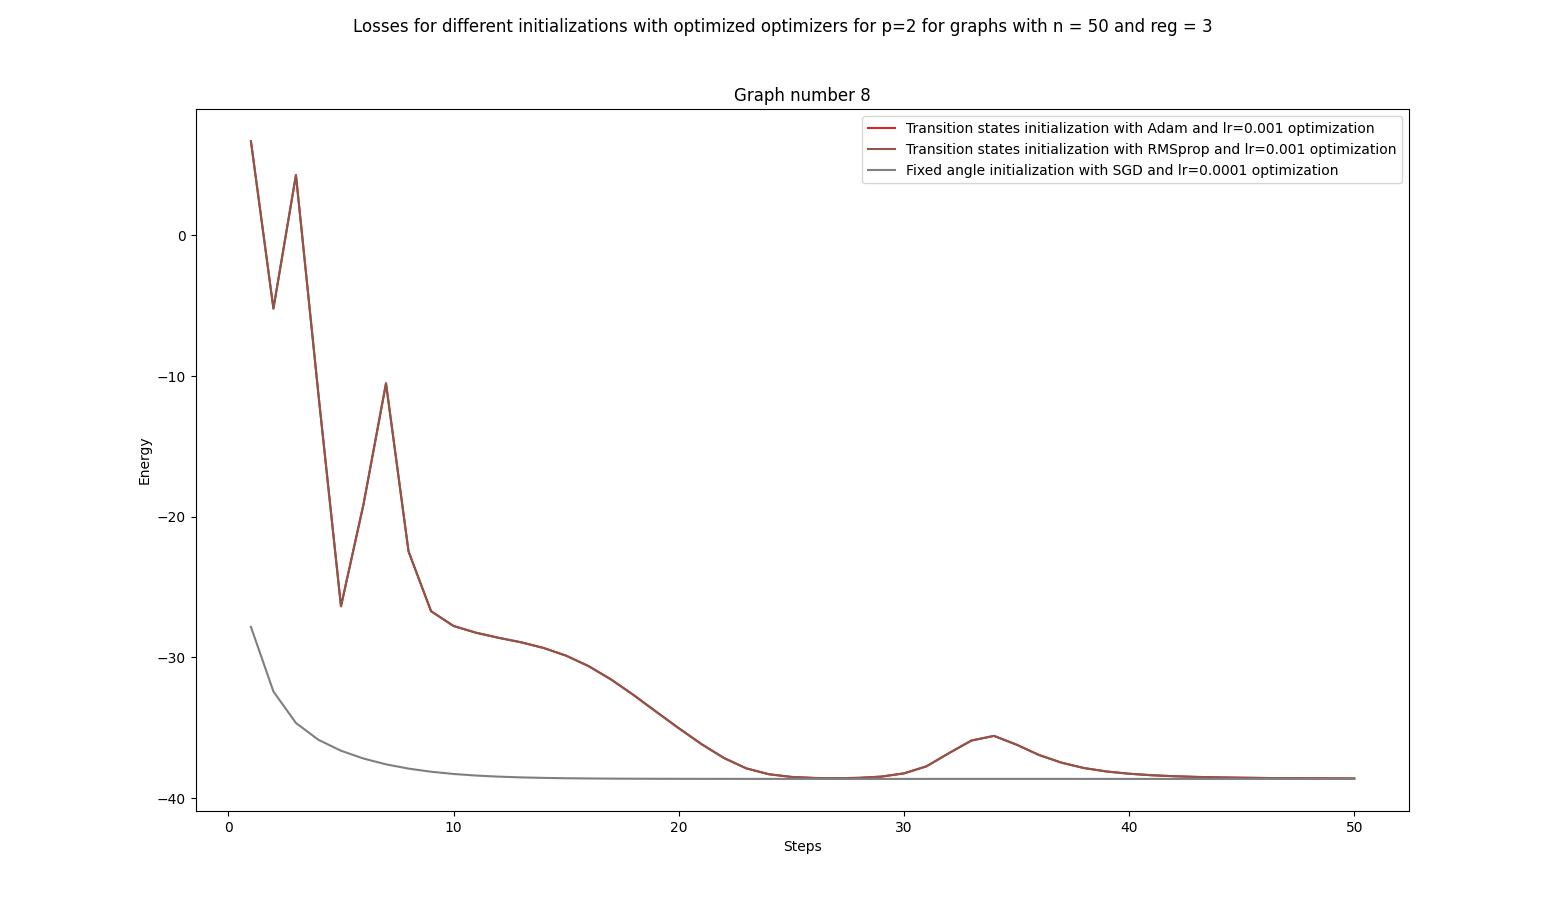 Losses for different initializations with optimized optimizers for p=2 for graphs with n = 50 and reg = 3
Graph number 8
Transition states initialization with Adam and lr=0.001 optimization
Transition states initialization with RMSprop and lr=0.001 optimization
Fixed angle initialization with SGD and lr=0.0001 optimization
Energy
0
−10
−20
−30
−40
0 10 20 30 40 50
Steps